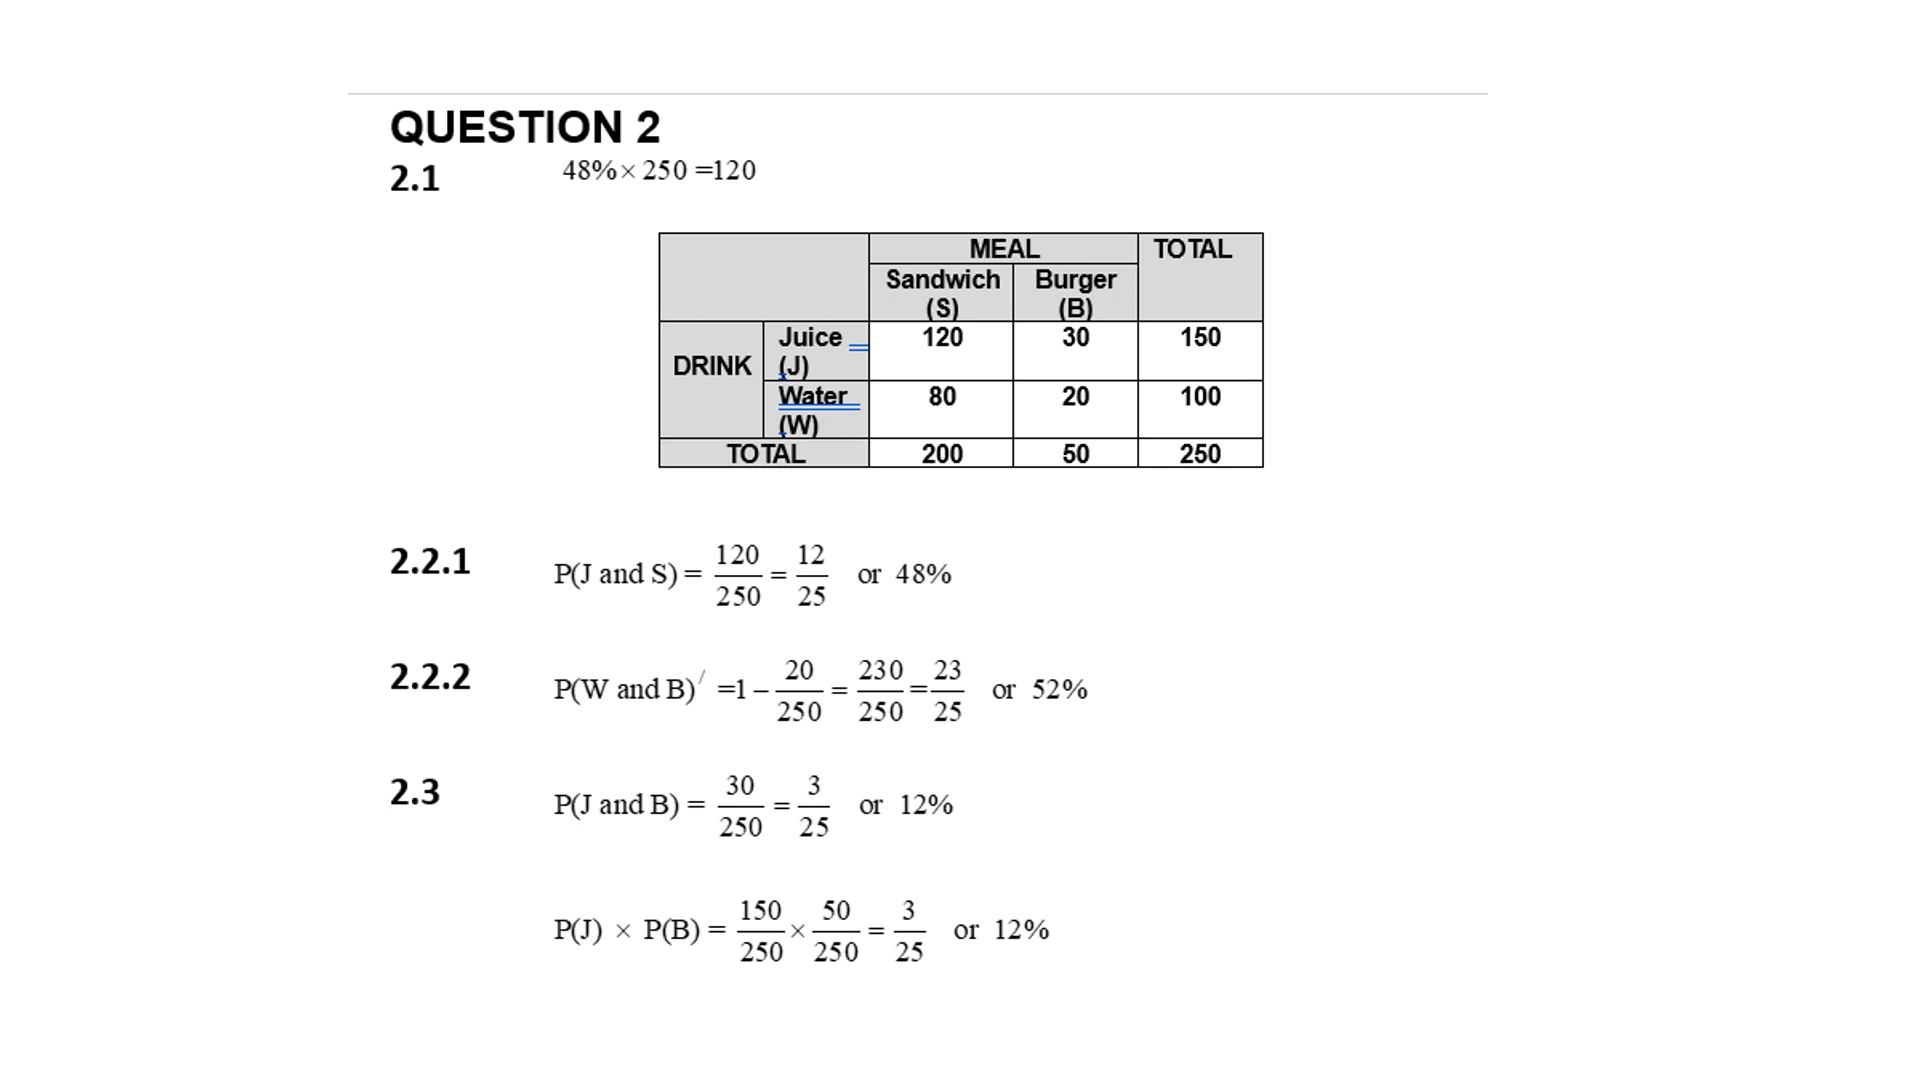 QUESTION 2
2.1 48% × 250 =120
MEAL TOTAL
Sandwich (S) Burger (B)
DRINK Juice (J) 120 30 150
Water (W) 80 20 100
TOTAL 200 50 250
2.2.1 P(J and S) = 120/250 = 12/25 or 48%
2.2.2 P(W and B)′ =1 − 20/250 = 230/250 = 23/25 or 52%
2.3 P(J and B) = 30/250 = 3/25 or 12%
P(J) × P(B) = 150/250 × 50/250 = 3/25 or 12%